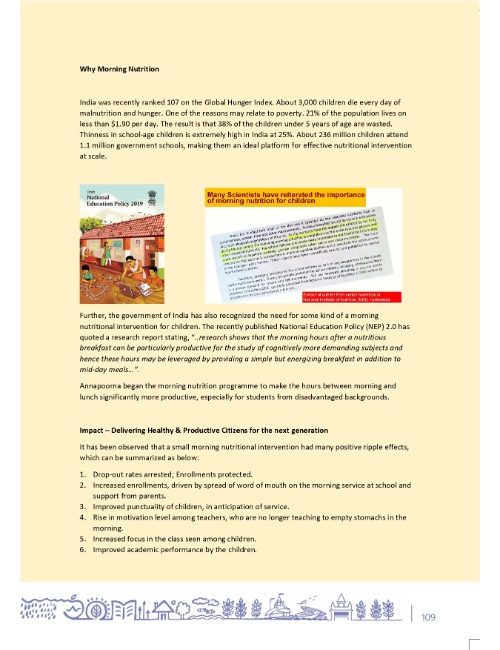 Why Morning Nutrition
India was recently ranked 107 on the Global Hunger Index. About 3,000 children die every day of
malnutrition and hunger. One of the reasons may relate to poverty. 21% of the population lives on
less than $1.90 per day. The result is that 38% of the children under 5 years of age are wasted.
Thinness in school-age children is extremely high in India at 25%. About 236 million children attend
1.1 million government schools, making them an ideal platform for effective nutritional intervention
at scale.
Draft
National
Education Policy 2019
Many Scientists have reiterated the importance
of morning nutrition for children
Further, the government of India has also recognized the need for some kind of a morning
nutritional intervention for children. The recently published National Education Policy (NEP) 2.0 has
quoted a research report stating, "..research shows that the morning hours after a nutritious
breakfast can be particularly productive for the study of cognitively more demanding subjects and
hence these hours may be leveraged by providing a simple but energizing breakfast in addition to
mid-day meals...".
Annapoorna began the morning nutrition programme to make the hours between morning and
lunch significantly more productive, especially for students from disadvantaged backgrounds.
Impact – Delivering Healthy & Productive Citizens for the next generation
It has been observed that a small morning nutritional intervention had many positive ripple effects,
which can be summarized as below:
1. Drop-out rates arrested; Enrollments protected.
2. Increased enrollments, driven by spread of word of mouth on the morning service at school and
support from parents.
3. Improved punctuality of children, in anticipation of service.
4. Rise in motivation level among teachers, who are no longer teaching to empty stomachs in the
morning.
5. Increased focus in the class seen among children.
6. Improved academic performance by the children.
109